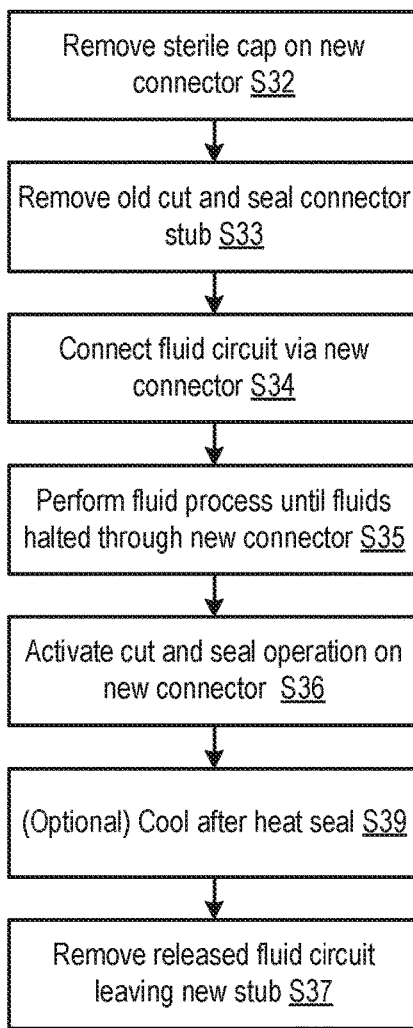 Remove sterile cap on new
connector S32
Remove old cut and seal connector
stub S33
Connect fluid circuit via new
connector S34
Perform fluid process until fluids
halted through new connector S35
Activate cut and seal operation on
new connector S36
(Optional) Cool after heat seal S39
Remove released fluid circuit
leaving new stub S37